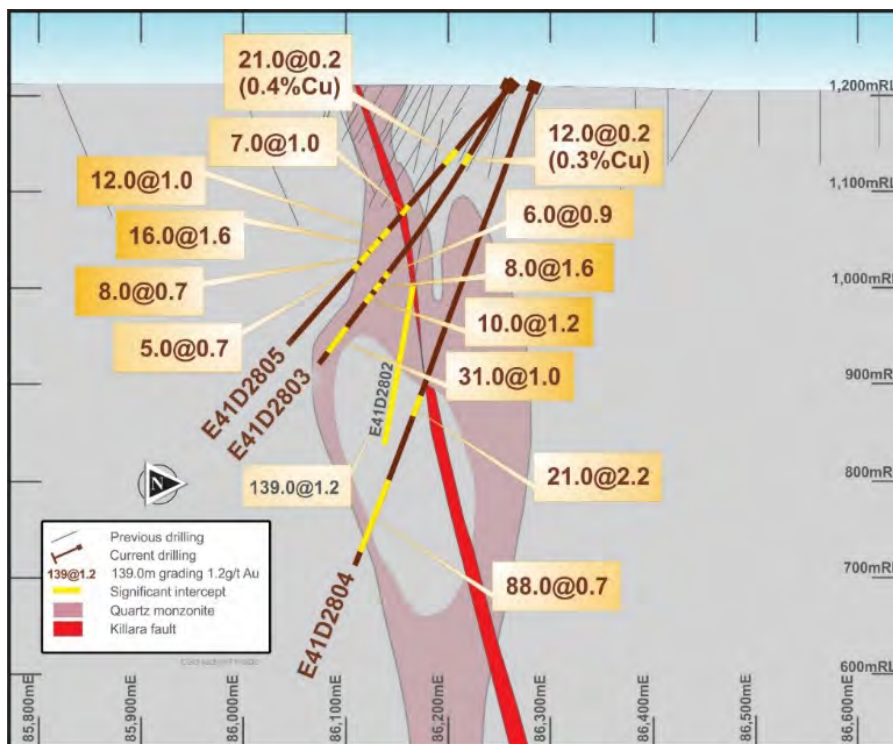 21.0@0.2
(0.4%Cu)
7.0@1.0
12.0@1.0
16.0@1.6
8.0@0.7
5.0@0.7
12.0@0.2
(0.3%Cu)
6.0@0.9
8.0@1.6
10.0@1.2
31.0@1.0
21.0@2.2
88.0@0.7
139.0@1.2
E41D2805
E41D2803
E41D2802
E41D2804
1,200mRL
1,100mRL
1,000mRL
900mRL
800mRL
700mRL
600mRL
N
Previous drilling
Current drilling
139@1.2 139.0m grading 1.2g/t Au
Significant intercept
Quartz monzonite
Killara fault
85,800mE
85,900mE
86,000mE
86,100mE
86,200mE
86,300mE
86,400mE
86,500mE
86,600mE